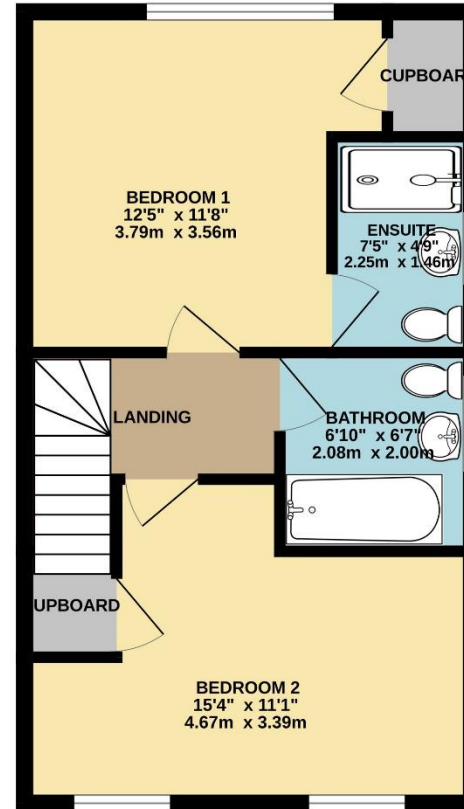 CUPBOAR
BEDROOM 1
12'5" x 11'8"
3.79m x 3.56m
ENSUITE
7'5" x 4'9"
2.25m x 1.46m
LANDING
BATHROOM
6'10" x 6'7"
2.08m x 2.00m
UPBOARD
BEDROOM 2
15'4" x 11'1"
4.67m x 3.39m